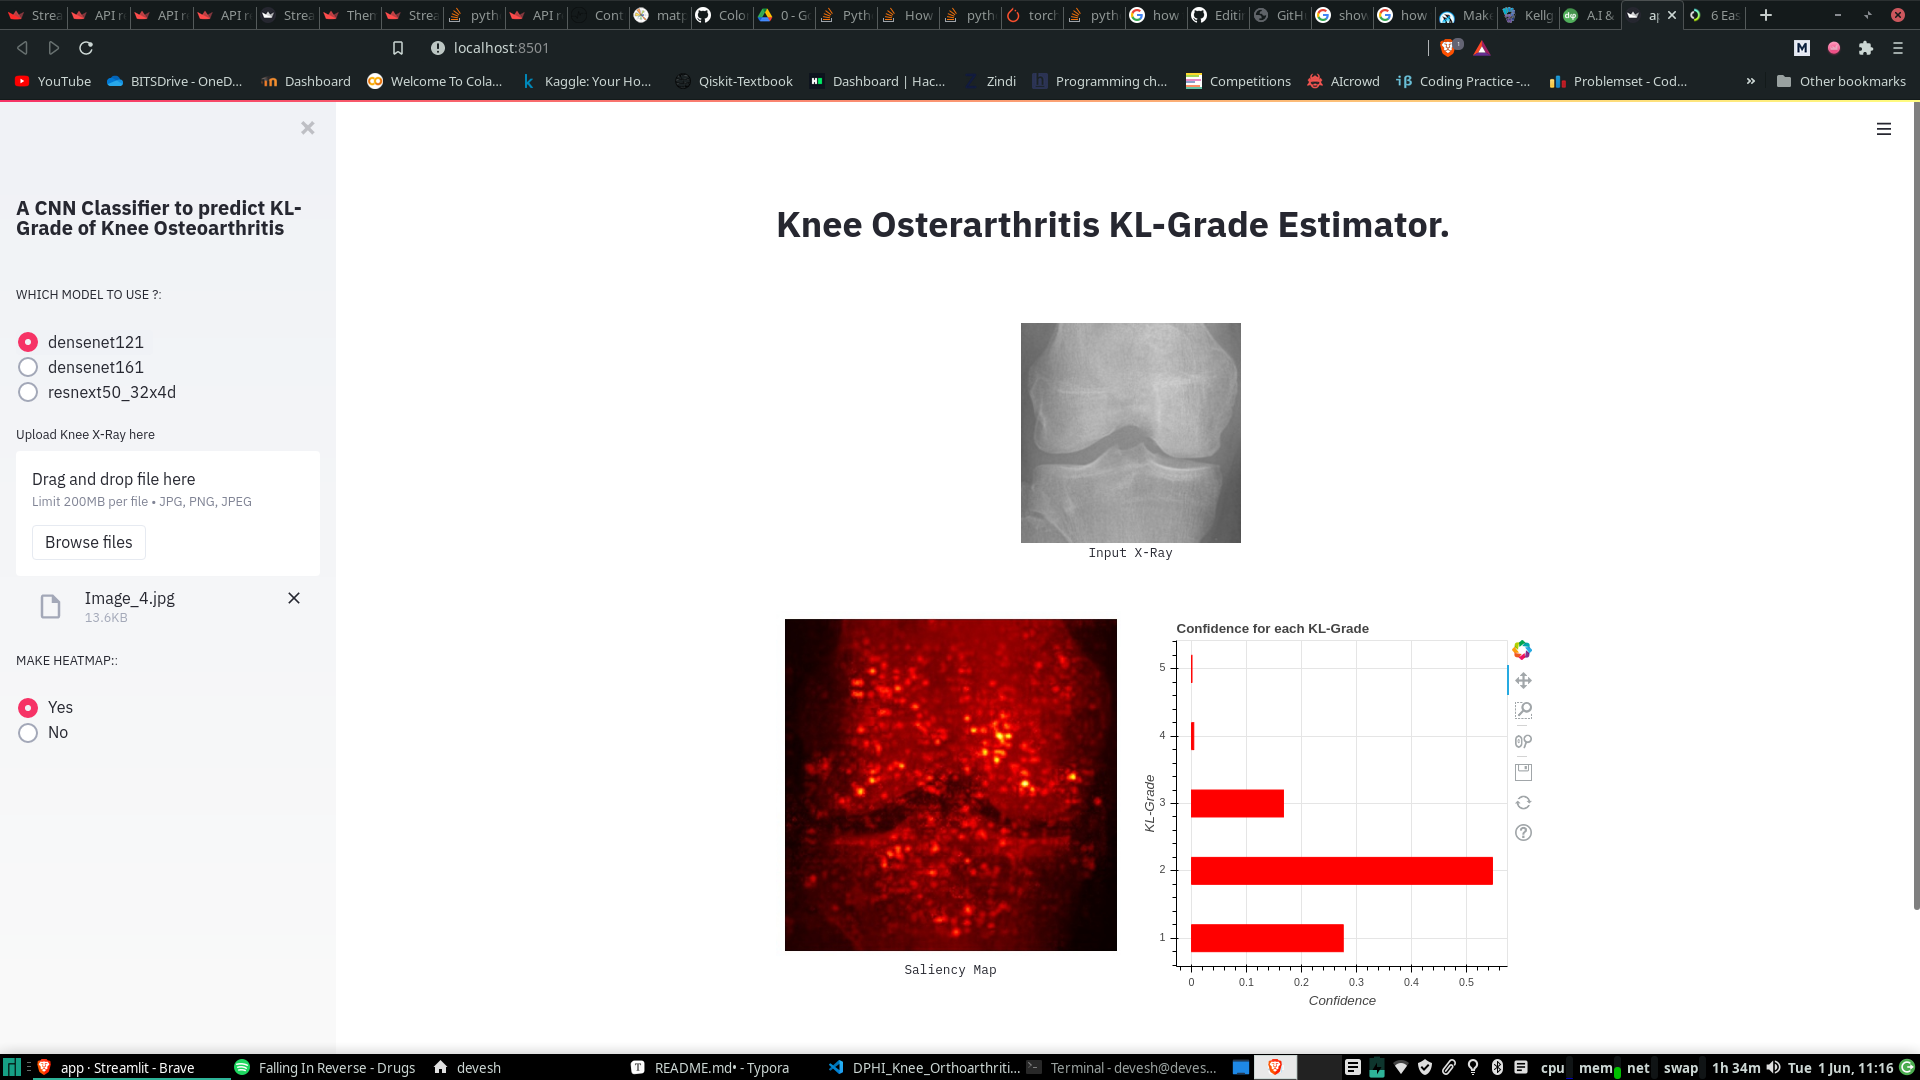 Strea API re API re API re Strea Then Strea pyth API re Cont matp Colo 0 - Go Pyth How pyth torch pyth how Editi GitH show how Make Kellg A.I & ap 6 Eas
localhost:8501
YouTube BITSDrive - OneD... Dashboard Welcome To Cola... Kaggle: Your Ho... Qiskit-Textbook Dashboard | Hac... Zindi Programming ch... Competitions AIcrowd Coding Practice -... Problemset - Cod... » Other bookmarks
A CNN Classifier to predict KL-
Grade of Knee Osteoarthritis
WHICH MODEL TO USE ?:
densenet121
densenet161
resnext50_32x4d
Upload Knee X-Ray here
Drag and drop file here
Limit 200MB per file • JPG, PNG, JPEG
Browse files
Image_4.jpg
13.6KB
MAKE HEATMAP::
Yes
No
Knee Osterarthritis KL-Grade Estimator.
Input X-Ray
Saliency Map
Confidence for each KL-Grade
5
4
3
2
1
KL-Grade
0 0.1 0.2 0.3 0.4 0.5
Confidence
app · Streamlit - Brave Falling In Reverse - Drugs devesh README.md• - Typora DPHI_Knee_Orthoarthriti... Terminal - devesh@deves... cpu mem net swap 1h 34m Tue 1 Jun, 11:16